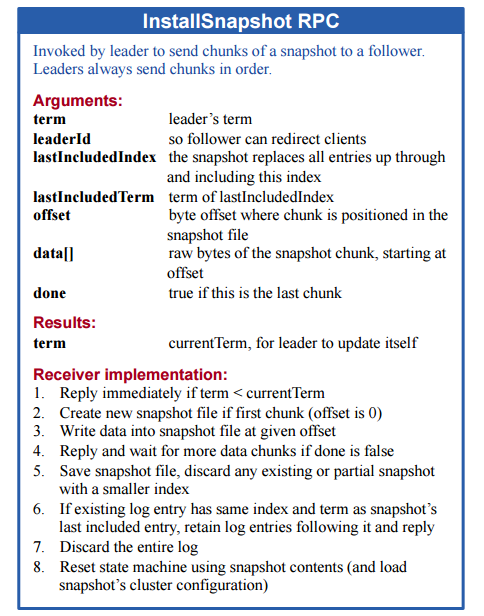 InstallSnapshot RPC
Invoked by leader to send chunks of a snapshot to a follower.
Leaders always send chunks in order.
Arguments:
term leader's term
leaderId so follower can redirect clients
lastIncludedIndex the snapshot replaces all entries up through
and including this index
lastIncludedTerm term of lastIncludedIndex
offset byte offset where chunk is positioned in the
snapshot file
data[] raw bytes of the snapshot chunk, starting at
offset
done true if this is the last chunk
Results:
term currentTerm, for leader to update itself
Receiver implementation:
1. Reply immediately if term < currentTerm
2. Create new snapshot file if first chunk (offset is 0)
3. Write data into snapshot file at given offset
4. Reply and wait for more data chunks if done is false
5. Save snapshot file, discard any existing or partial snapshot
with a smaller index
6. If existing log entry has same index and term as snapshot's
last included entry, retain log entries following it and reply
7. Discard the entire log
8. Reset state machine using snapshot contents (and load
snapshot's cluster configuration)